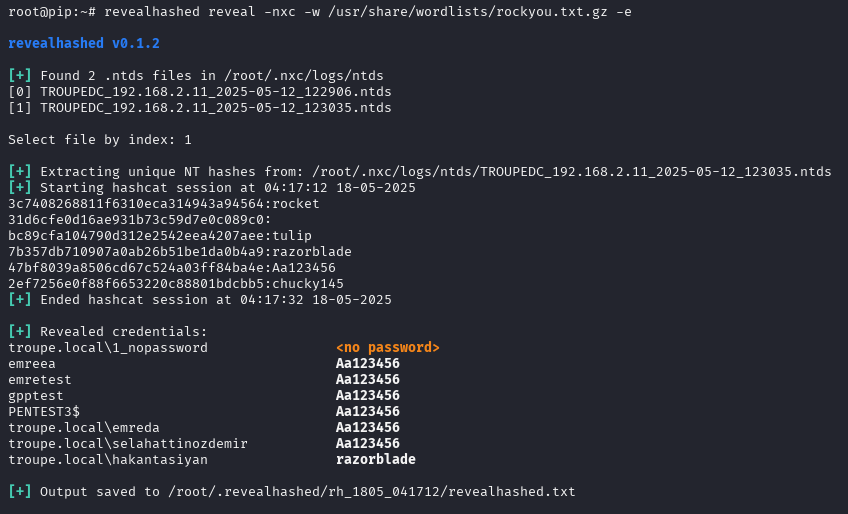 root@pip:~# revealhashed reveal -nxc -w /usr/share/wordlists/rockyou.txt.gz -e
revealhashed v0.1.2
[+] Found 2 .ntds files in /root/.nxc/logs/ntds
[0] TROUPEDC_192.168.2.11_2025-05-12_122906.ntds
[1] TROUPEDC_192.168.2.11_2025-05-12_123035.ntds
Select file by index: 1
[+] Extracting unique NT hashes from: /root/.nxc/logs/ntds/TROUPEDC_192.168.2.11_2025-05-12_123035.ntds
[+] Starting hashcat session at 04:17:12 18-05-2025
3c7408268811f6310eca314943a94564:rocket
31d6cfe0d16ae931b73c59d7e0c089c0:
bc89cfa104790d312e2542eea4207aee:tulip
7b357db710907a0ab26b51be1da0b4a9:razorblade
47bf8039a8506cd67c524a03ff84ba4e:Aa123456
2ef7256e0f88f6653220c88801bdcbb5:chucky145
[+] Ended hashcat session at 04:17:32 18-05-2025
[+] Revealed credentials:
troupe.local\1_nopassword <no password>
emreea Aa123456
emretest Aa123456
gpptest Aa123456
PENTEST3$ Aa123456
troupe.local\emreda Aa123456
troupe.local\selahattinozdemir Aa123456
troupe.local\hakantasiyan razorblade
[+] Output saved to /root/.revealhashed/rh_1805_041712/revealhashed.txt